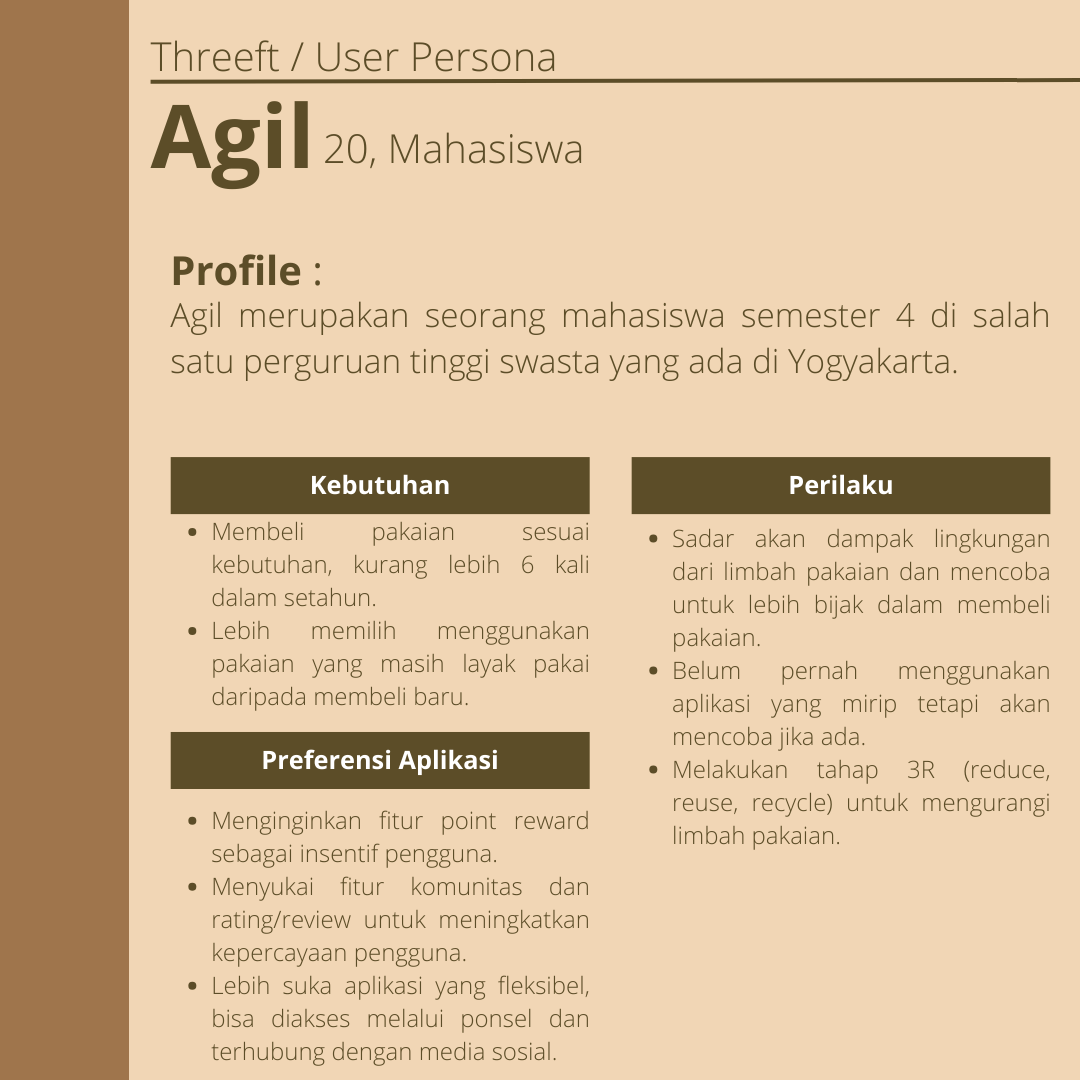 Threeft / User Persona
Agil 20, Mahasiswa
Profile :
Agil merupakan seorang mahasiswa semester 4 di salah
satu perguruan tinggi swasta yang ada di Yogyakarta.
Kebutuhan
• Membeli pakaian sesuai
kebutuhan, kurang lebih 6 kali
dalam setahun.
• Lebih memilih menggunakan
pakaian yang masih layak pakai
daripada membeli baru.
Preferensi Aplikasi
• Menginginkan fitur point reward
sebagai insentif pengguna.
• Menyukai fitur komunitas dan
rating/review untuk meningkatkan
kepercayaan pengguna.
• Lebih suka aplikasi yang fleksibel,
bisa diakses melalui ponsel dan
terhubung dengan media sosial.
Perilaku
• Sadar akan dampak lingkungan
dari limbah pakaian dan mencoba
untuk lebih bijak dalam membeli
pakaian.
• Belum pernah menggunakan
aplikasi yang mirip tetapi akan
mencoba jika ada.
• Melakukan tahap 3R (reduce,
reuse, recycle) untuk mengurangi
limbah pakaian.